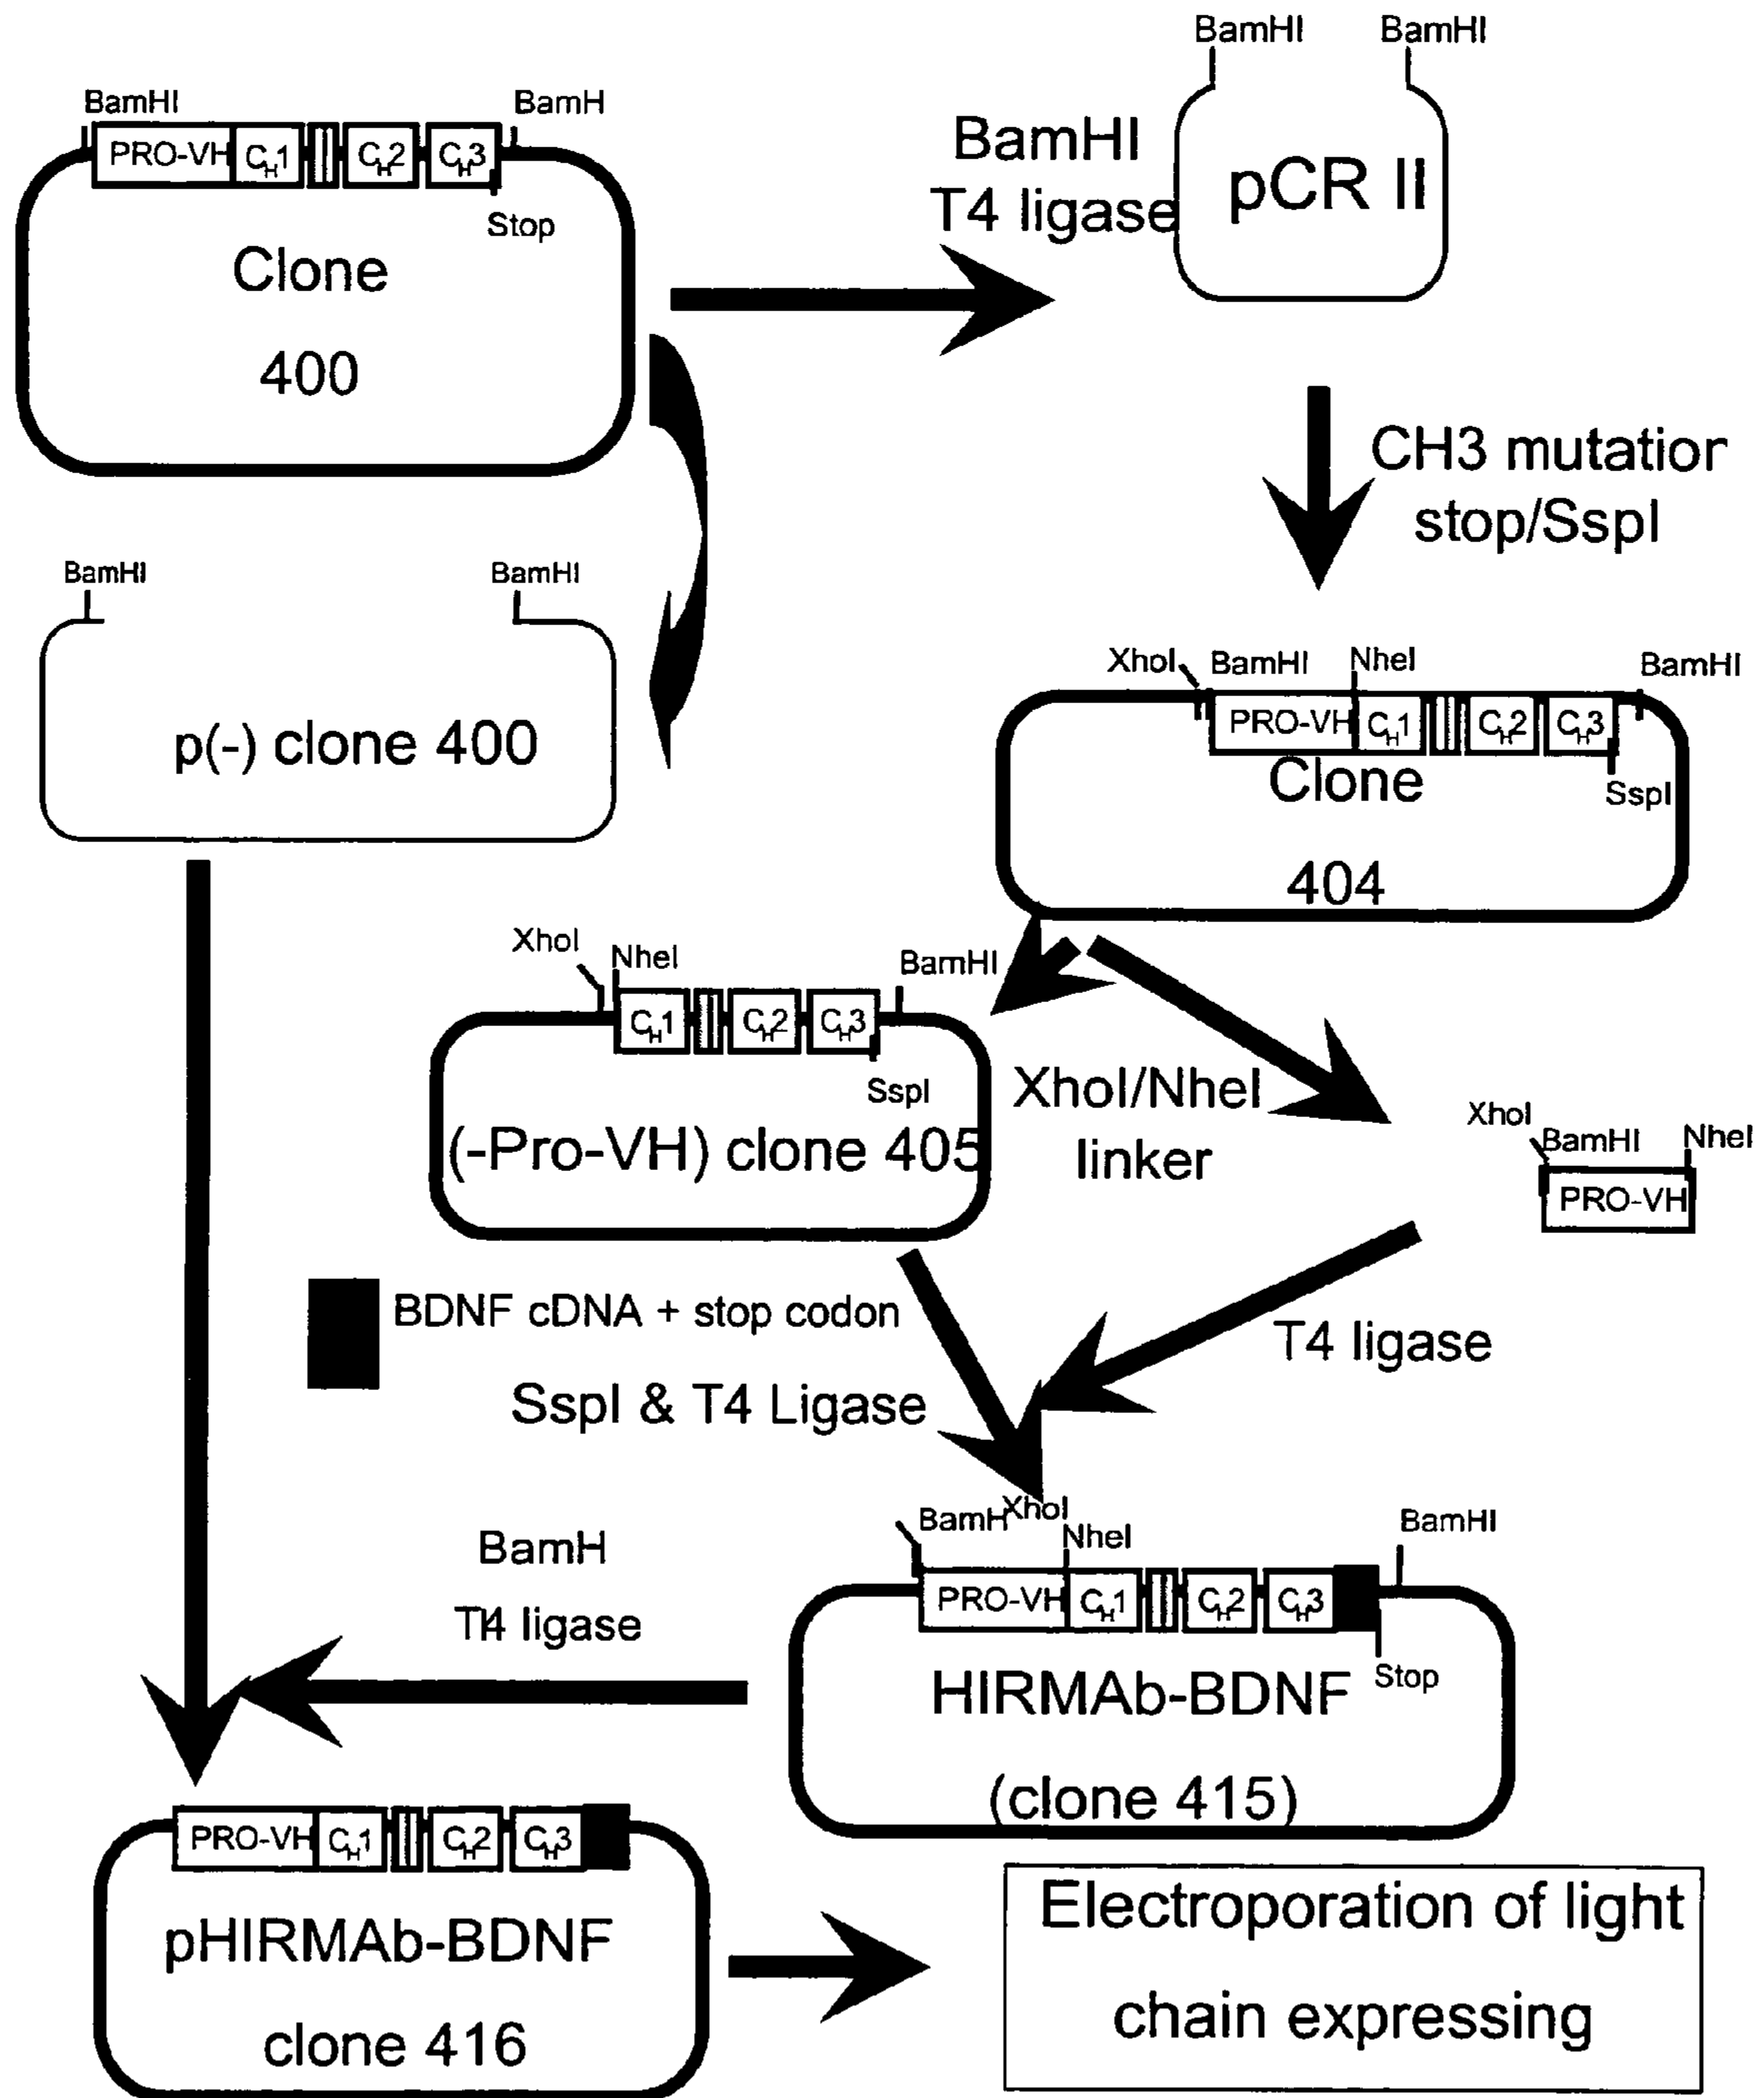 BamHI BamHI
BamHI BamH
PRO-VH CH1 CH2 CH3
Stop
Clone
400
BamHI
T4 ligase
pCR II
CH3 mutation
stop/SspI
BamHI BamHI
p(-) clone 400
XhoI BamHI NheI BamHI
PRO-VH CH1 CH2 CH3
SspI
Clone
404
XhoI NheI BamHI
CH1 CH2 CH3
SspI
(-Pro-VH) clone 405
XhoI/NheI
linker
XhoI BamHI NheI
PRO-VH
BDNF cDNA + stop codon
SspI & T4 Ligase
T4 ligase
BamH XhoI NheI BamHI
PRO-VH CH1 CH2 CH3
Stop
HIRMAb-BDNF
(clone 415)
BamH
T4 ligase
PRO-VH CH1 CH2 CH3
pHIRMAb-BDNF
clone 416
Electroporation of light
chain expressing